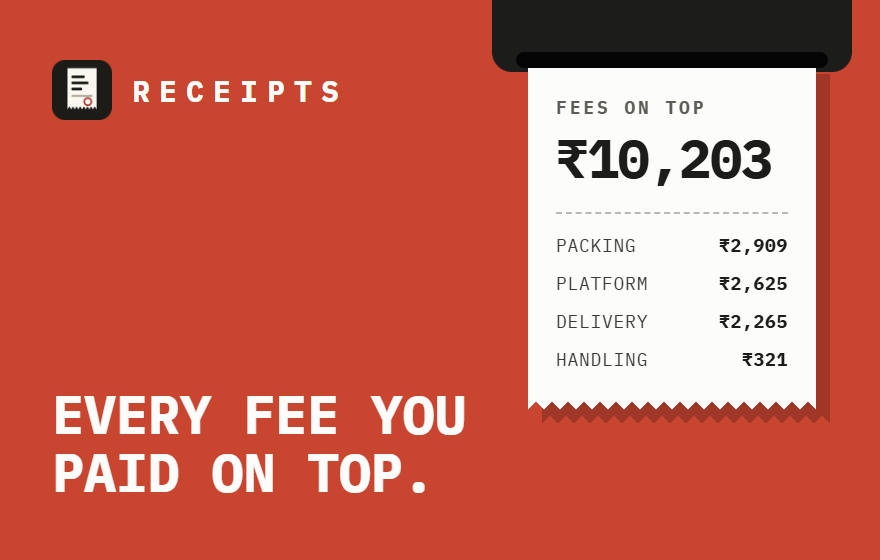 RECEIPTS
FEES ON TOP
₹10,203
PACKING ₹2,909
PLATFORM ₹2,625
DELIVERY ₹2,265
HANDLING ₹321
EVERY FEE YOU
PAID ON TOP.